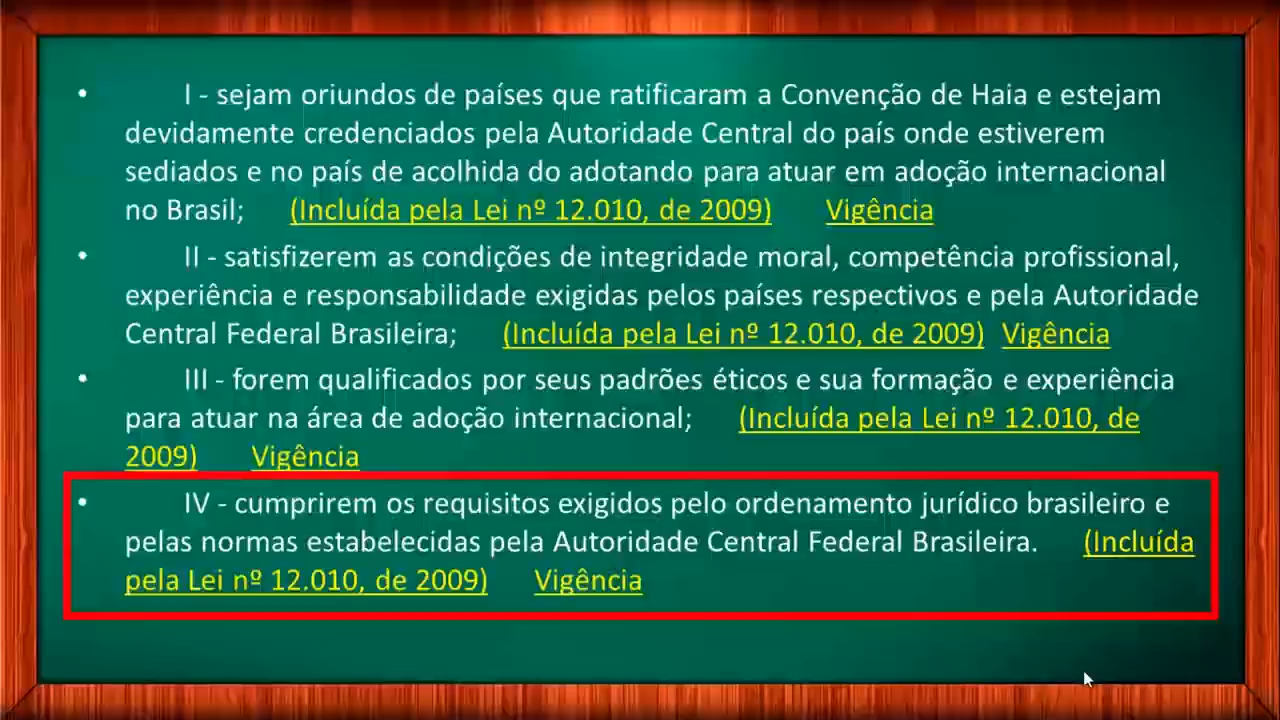 • I - sejam oriundos de países que ratificaram a Convenção de Haia e estejam
devidamente credenciados pela Autoridade Central do país onde estiverem
sediados e no país de acolhida do adotando para atuar em adoção internacional
no Brasil; (Incluída pela Lei nº 12.010, de 2009) Vigência
• II - satisfizerem as condições de integridade moral, competência profissional,
experiência e responsabilidade exigidas pelos países respectivos e pela Autoridade
Central Federal Brasileira; (Incluída pela Lei nº 12.010, de 2009) Vigência
• III - forem qualificados por seus padrões éticos e sua formação e experiência
para atuar na área de adoção internacional; (Incluída pela Lei nº 12.010, de
2009) Vigência
• IV - cumprirem os requisitos exigidos pelo ordenamento jurídico brasileiro e
pelas normas estabelecidas pela Autoridade Central Federal Brasileira. (Incluída
pela Lei nº 12.010, de 2009) Vigência